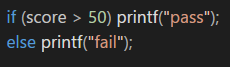 if (score > 50) printf("pass");
else printf("fail");